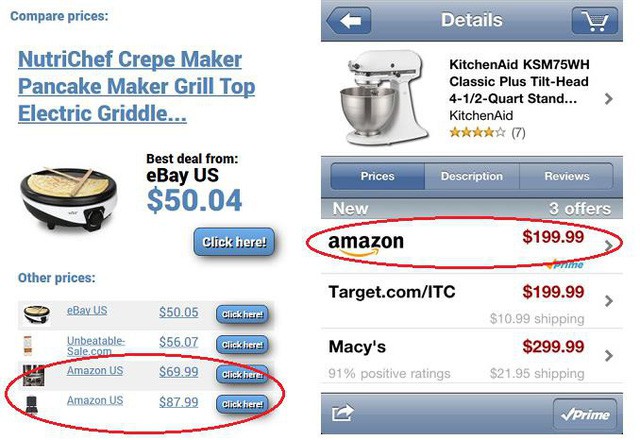 Compare prices:
NutriChef Crepe Maker
Pancake Maker Grill Top
Electric Griddle...
Best deal from:
eBay US
$50.04
Click here!
Other prices:
eBay US $50.05 Click here!
Unbeatable-
Sale.com $56.07 Click here!
Amazon US $69.99 Click here!
Amazon US $87.99 Click here!
Details
KitchenAid KSM75WH
Classic Plus Tilt-Head
4-1/2-Quart Stand...
KitchenAid
(7)
Prices Description Reviews
New 3 offers
amazon $199.99
Prime
Target.com/ITC $199.99
$10.99 shipping
Macy's $299.99
91% positive ratings $21.95 shipping
Prime